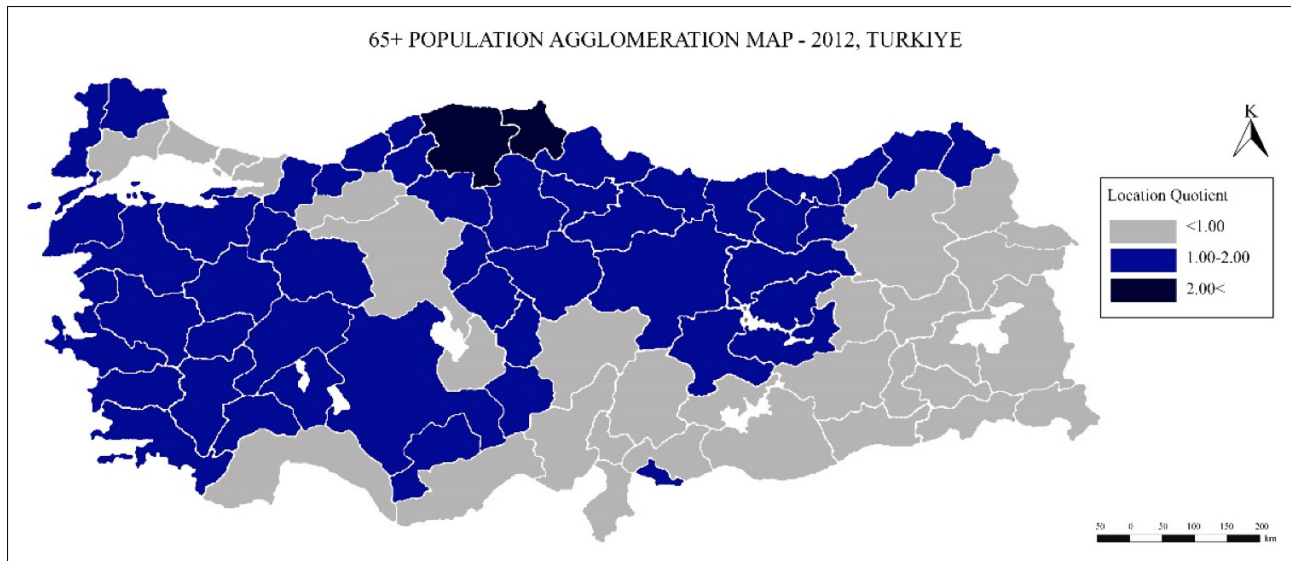 65+ POPULATION AGGLOMERATION MAP - 2012, TURKIYE
K
Location Quotient
<1.00
1.00-2.00
2.00<
50 0 50 100 150 200
km